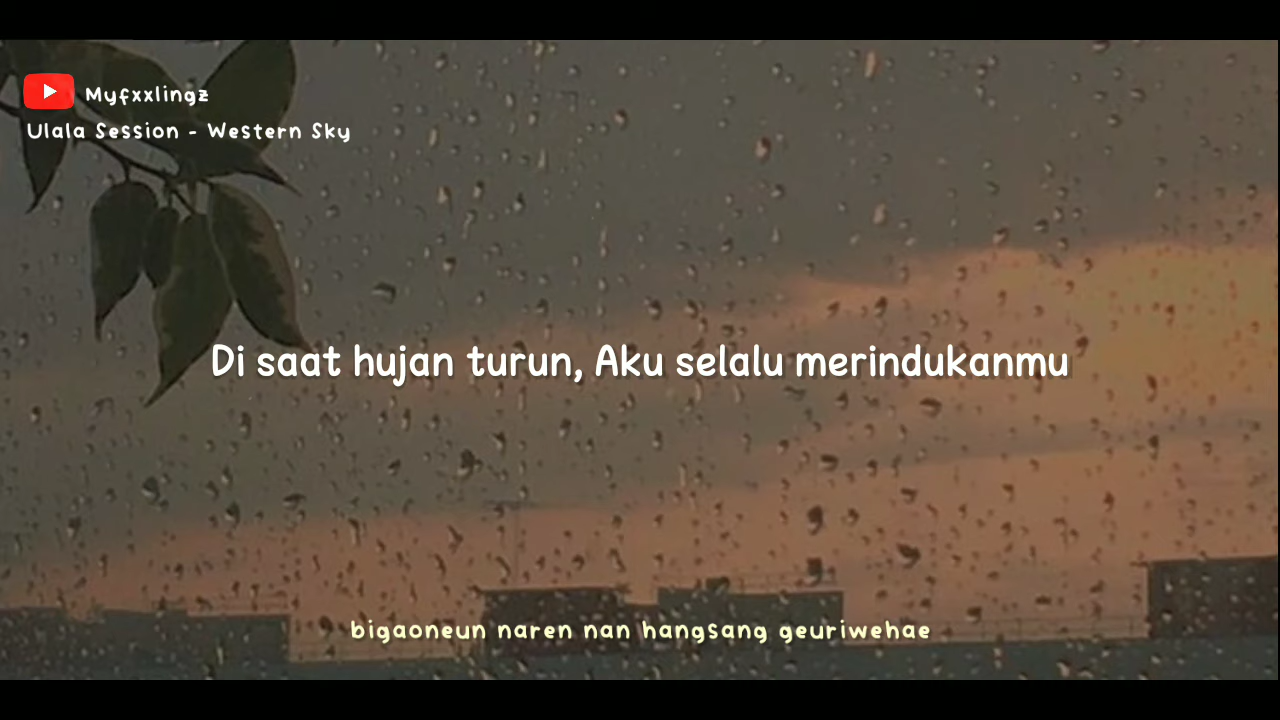 Myfxxlingz
Ulala Session - Western Sky
Di saat hujan turun, Aku selalu merindukanmu
bigaoneun naren nan hangsang geuriwehae